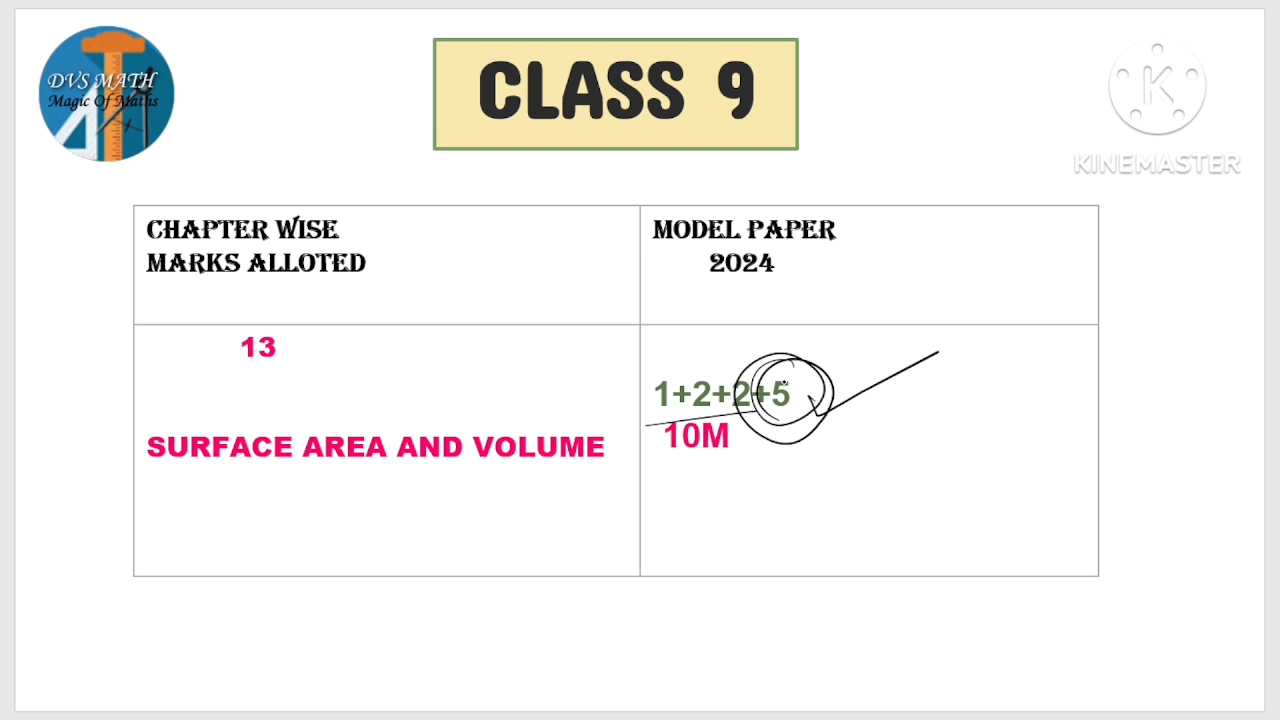 DVS MATH
Magic Of Maths
CLASS 9
K
KINEMASTER
CHAPTER WISE
MARKS ALLOTED
MODEL PAPER
2024
13
SURFACE AREA AND VOLUME
1+2+2+5
10M